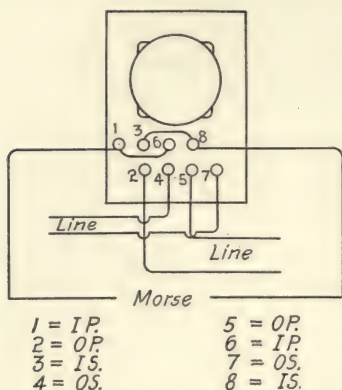 1 3 6 8
2 4 5 7
Line
Line
Morse
1 = I P.
2 = O P.
3 = I S.
4 = O S.
5 = O P.
6 = I P.
7 = O S.
8 = I S.